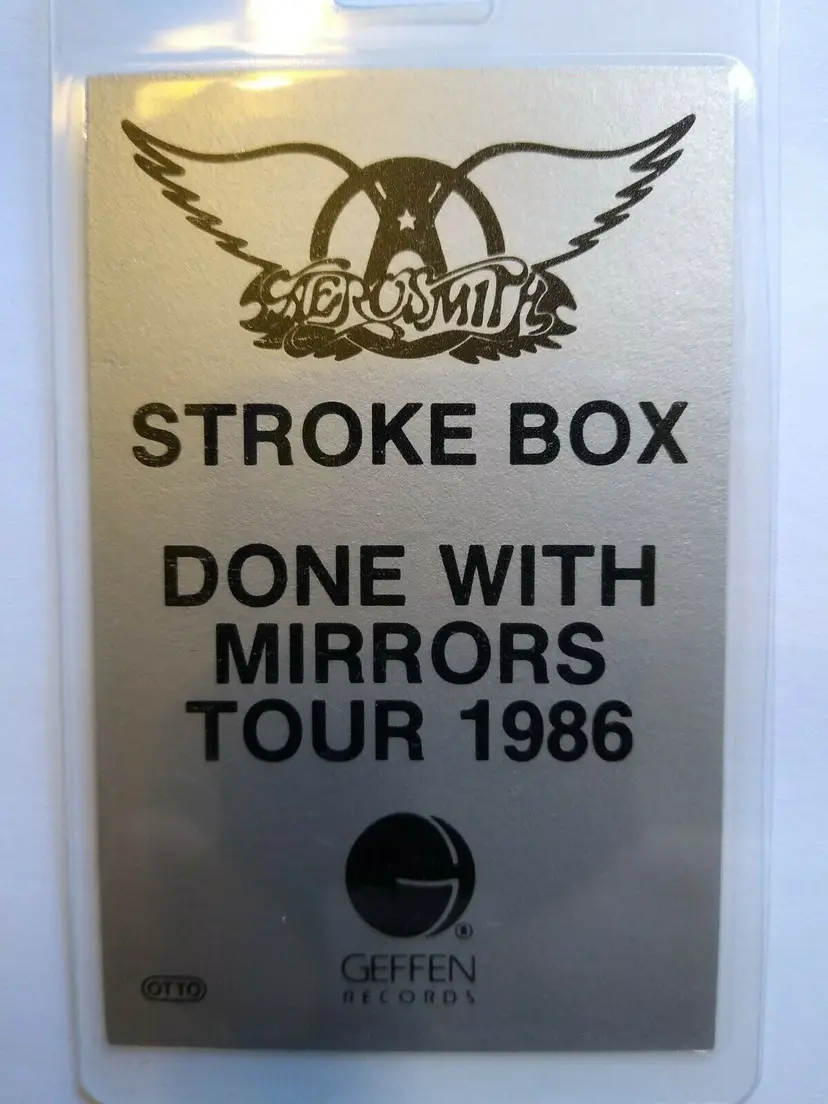 AEROSMITH
STROKE BOX
DONE WITH
MIRRORS
TOUR 1986
®
GEFFEN
RECORDS
OTTO